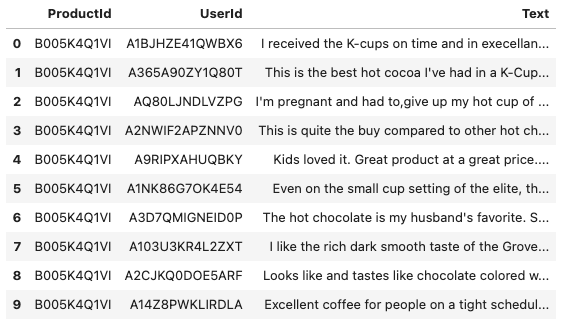 ProductId UserId Text
0 B005K4Q1VI A1BJHZE41QWBX6 I received the K-cups on time and in execellan...
1 B005K4Q1VI A365A90ZY1Q80T This is the best hot cocoa I've had in a K-Cup...
2 B005K4Q1VI AQ80LJNDLVZPG I'm pregnant and had to,give up my hot cup of ...
3 B005K4Q1VI A2NWIF2APZNNV0 This is quite the buy compared to other hot ch...
4 B005K4Q1VI A9RIPXAHUQBKY Kids loved it. Great product at a great price....
5 B005K4Q1VI A1NK86G7OK4E54 Even on the small cup setting of the elite, th...
6 B005K4Q1VI A3D7QMIGNEID0P The hot chocolate is my husband's favorite. S...
7 B005K4Q1VI A103U3KR4L2ZXT I like the rich dark smooth taste of the Grove...
8 B005K4Q1VI A2CJKQ0DOE5ARF Looks like and tastes like chocolate colored w...
9 B005K4Q1VI A14Z8PWKLIRDLA Excellent coffee for people on a tight schedul...